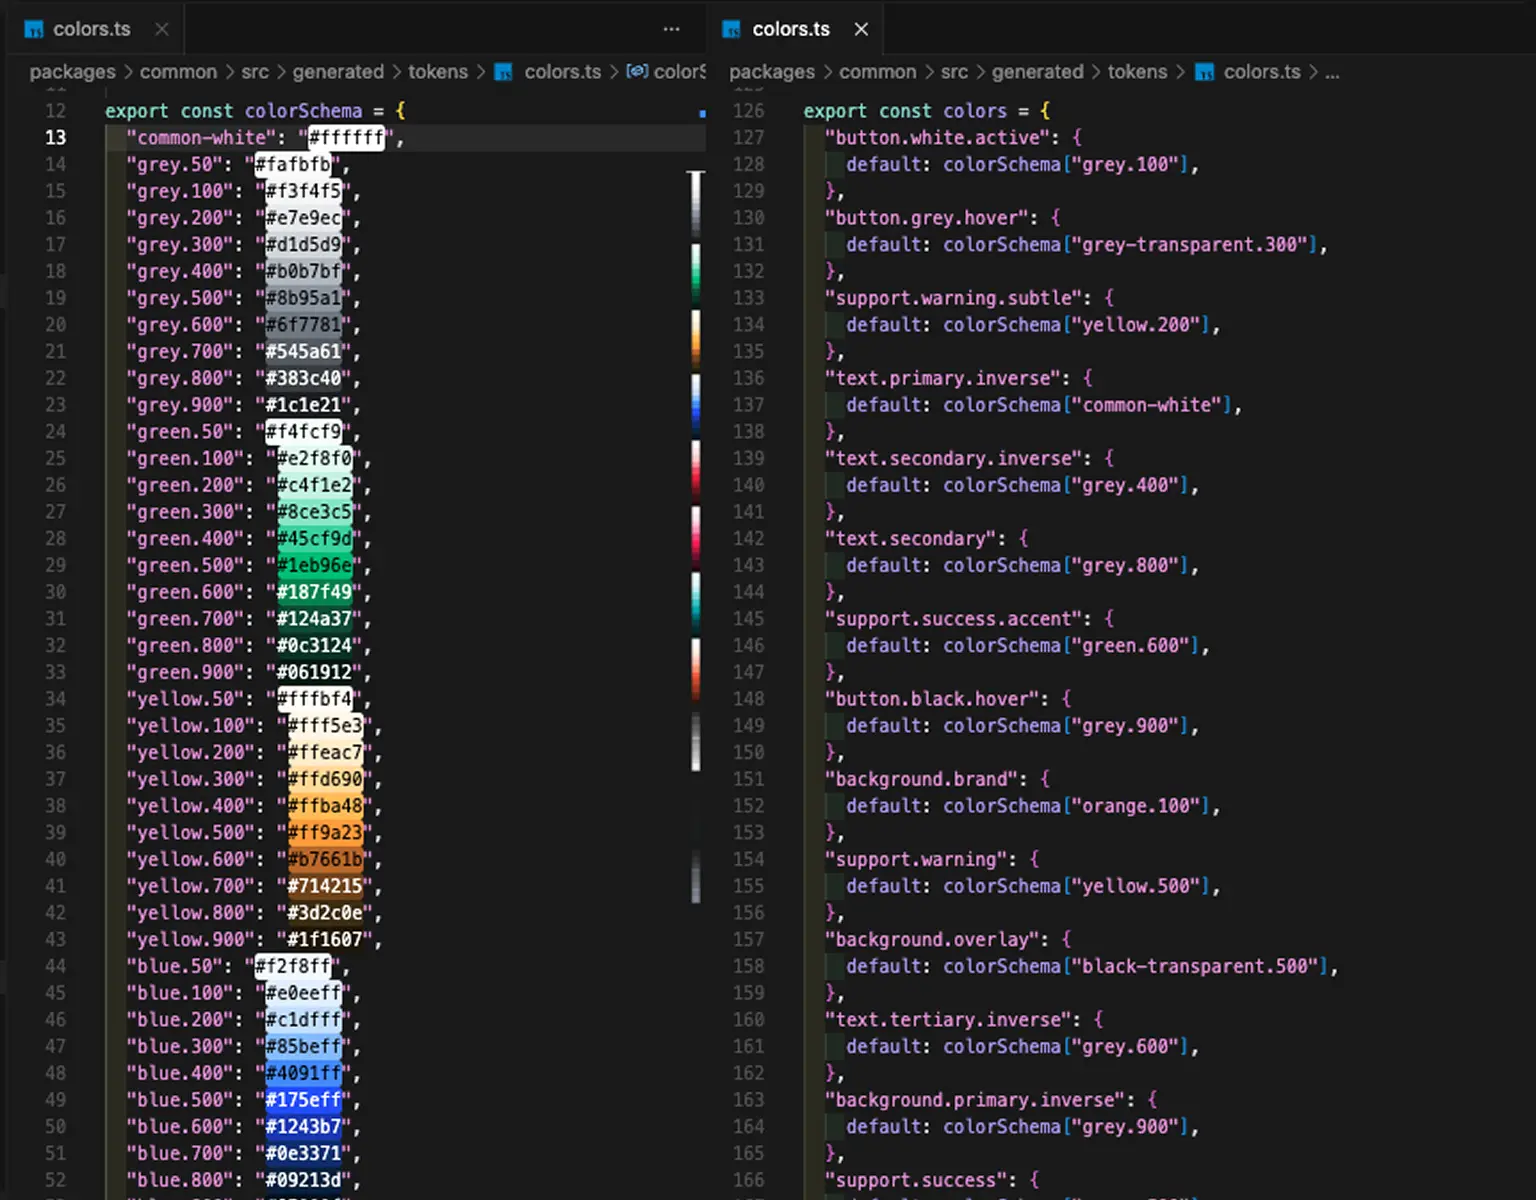 colors.ts
packages > common > src > generated > tokens > colors.ts > colorS
12 export const colorSchema = {
13 "common-white": "#ffffff",
14 "grey.50": "#fafbfb",
15 "grey.100": "#f3f4f5",
16 "grey.200": "#e7e9ec",
17 "grey.300": "#d1d5d9",
18 "grey.400": "#b0b7bf",
19 "grey.500": "#8b95a1",
20 "grey.600": "#6f7781",
21 "grey.700": "#545a61",
22 "grey.800": "#383c40",
23 "grey.900": "#1c1e21",
24 "green.50": "#f4fcf9",
25 "green.100": "#e2f8f0",
26 "green.200": "#c4f1e2",
27 "green.300": "#8ce3c5",
28 "green.400": "#45cf9d",
29 "green.500": "#1eb96e",
30 "green.600": "#187f49",
31 "green.700": "#124a37",
32 "green.800": "#0c3124",
33 "green.900": "#061912",
34 "yellow.50": "#fffbf4",
35 "yellow.100": "#fff5e3",
36 "yellow.200": "#ffeac7",
37 "yellow.300": "#ffd690",
38 "yellow.400": "#ffba48",
39 "yellow.500": "#ff9a23",
40 "yellow.600": "#b7661b",
41 "yellow.700": "#714215",
42 "yellow.800": "#3d2c0e",
43 "yellow.900": "#1f1607",
44 "blue.50": "#f2f8ff",
45 "blue.100": "#e0eeff",
46 "blue.200": "#c1dfff",
47 "blue.300": "#85beff",
48 "blue.400": "#4091ff",
49 "blue.500": "#175eff",
50 "blue.600": "#1243b7",
51 "blue.700": "#0e3371",
52 "blue.800": "#09213d",
colors.ts
packages > common > src > generated > tokens > colors.ts > ...
126 export const colors = {
127 "button.white.active": {
128 default: colorSchema["grey.100"],
129 },
130 "button.grey.hover": {
131 default: colorSchema["grey-transparent.300"],
132 },
133 "support.warning.subtle": {
134 default: colorSchema["yellow.200"],
135 },
136 "text.primary.inverse": {
137 default: colorSchema["common-white"],
138 },
139 "text.secondary.inverse": {
140 default: colorSchema["grey.400"],
141 },
142 "text.secondary": {
143 default: colorSchema["grey.800"],
144 },
145 "support.success.accent": {
146 default: colorSchema["green.600"],
147 },
148 "button.black.hover": {
149 default: colorSchema["grey.900"],
150 },
151 "background.brand": {
152 default: colorSchema["orange.100"],
153 },
154 "support.warning": {
155 default: colorSchema["yellow.500"],
156 },
157 "background.overlay": {
158 default: colorSchema["black-transparent.500"],
159 },
160 "text.tertiary.inverse": {
161 default: colorSchema["grey.600"],
162 },
163 "background.primary.inverse": {
164 default: colorSchema["grey.900"],
165 },
166 "support.success": {